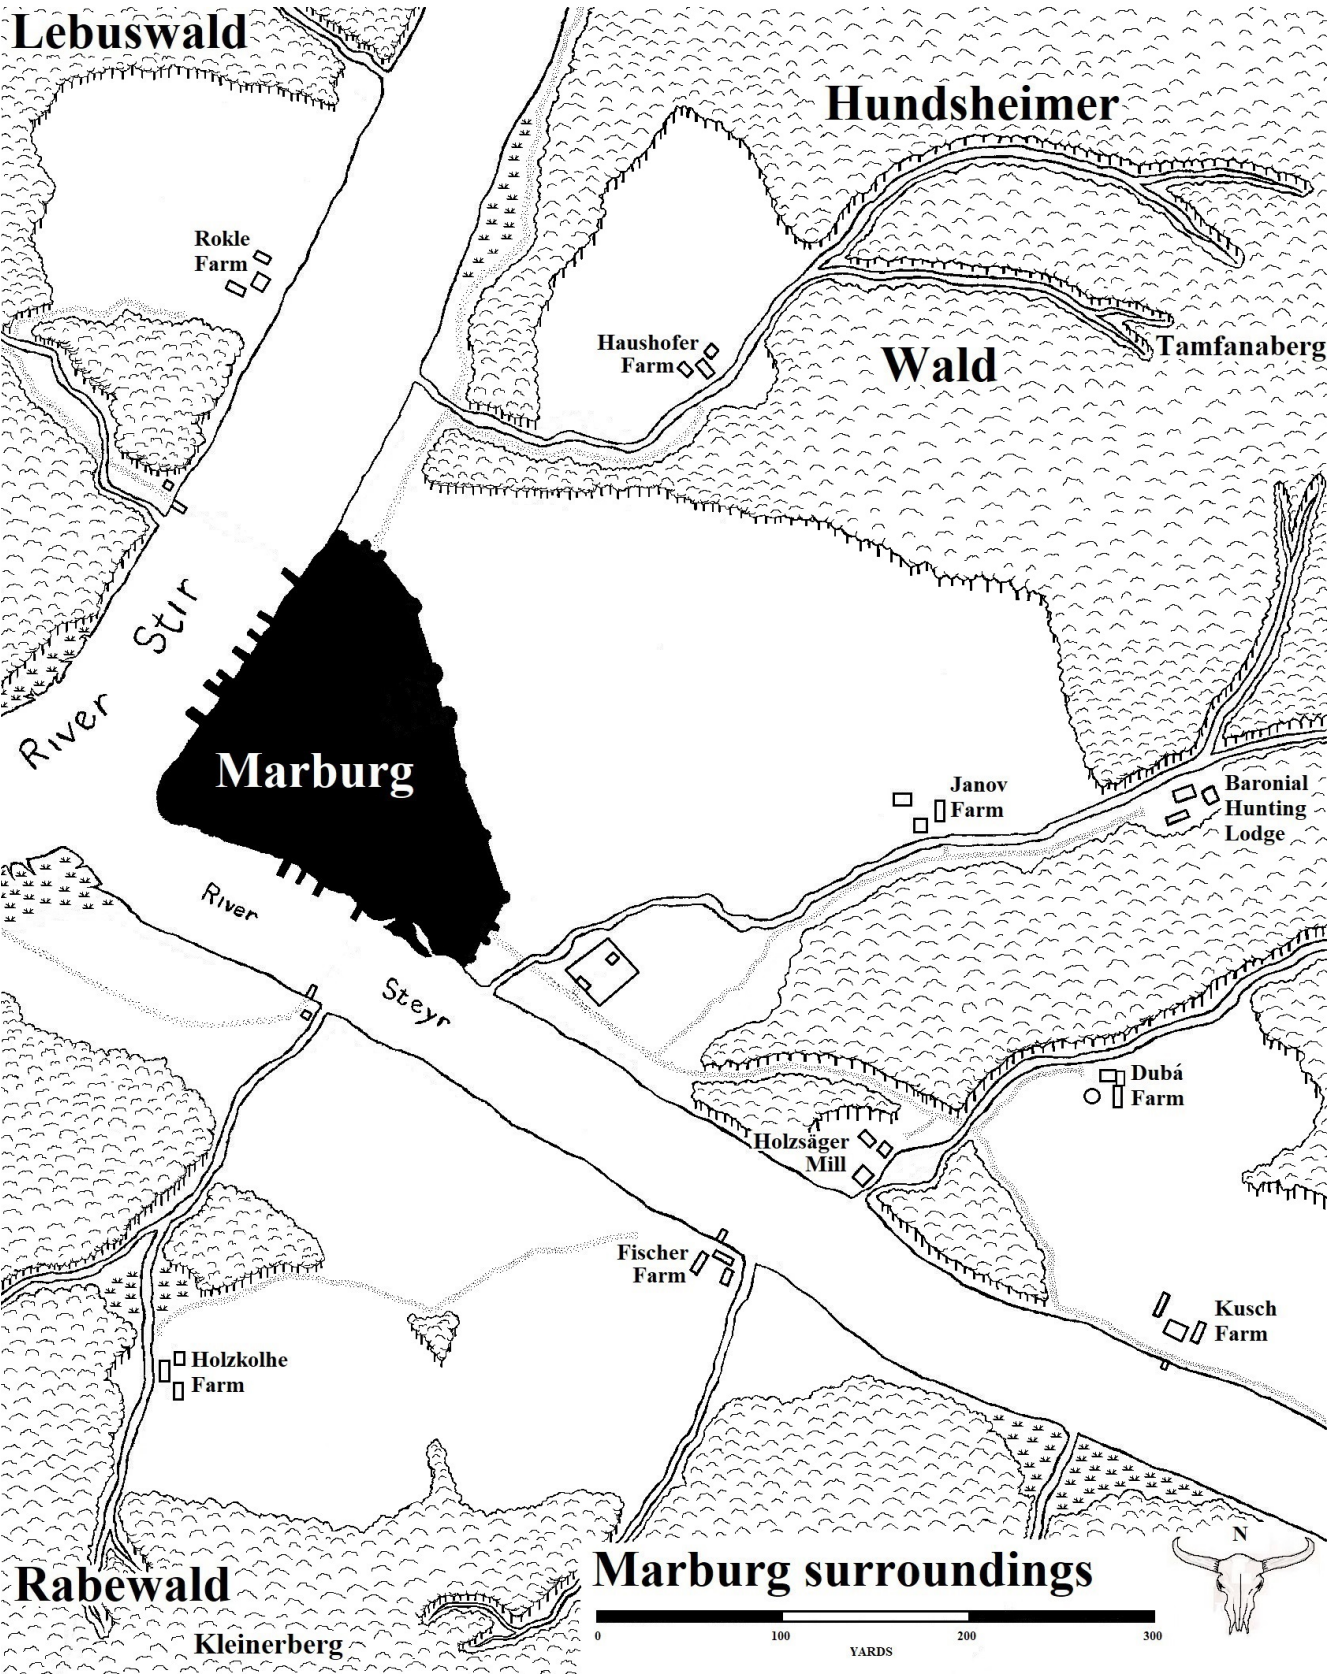 Lebuswald
Hundsheimer
Rokle
Farm
Haushofer
Farm
Wald
Tamfanaberg
River Stir
Marburg
Janov
Farm
Baronial
Hunting
Lodge
River Steyr
Dubá
Farm
Holzsäger
Mill
Fischer
Farm
Kusch
Farm
Holzkolhe
Farm
Rabewald
Kleinerberg
Marburg surroundings
N
0 100 200 300
YARDS